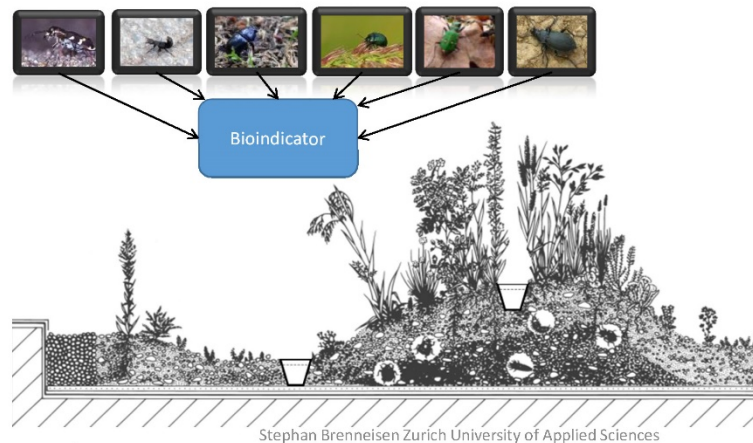 Bioindicator
Stephan Brenneisen Zurich University of Applied Sciences